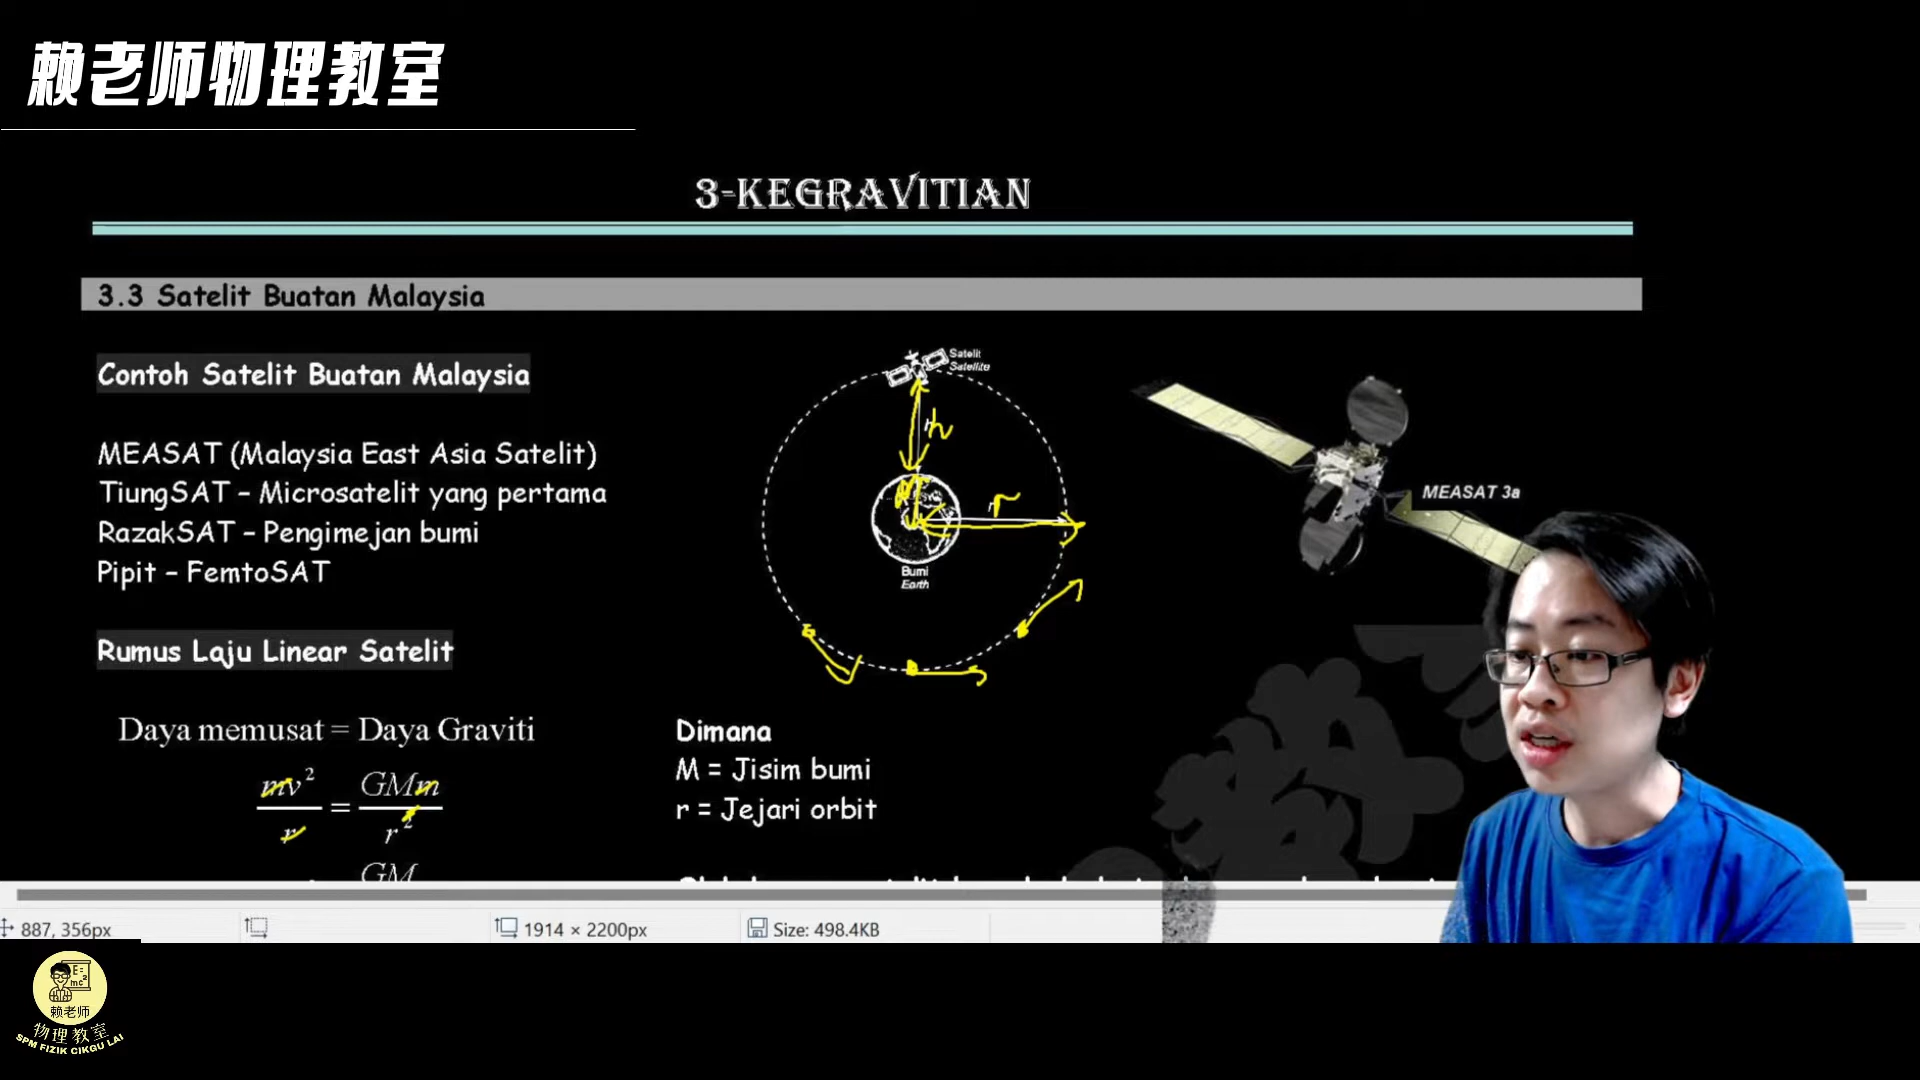 赖老师物理教室
3-KEGRAVITIAN
3.3 Satelit Buatan Malaysia
Contoh Satelit Buatan Malaysia
MEASAT (Malaysia East Asia Satelit)
TiungSAT – Microsatelit yang pertama
RazakSAT – Pengimejan bumi
Pipit – FemtoSAT
Satelit
Satellite
h
R
r
Bumi
Earth
MEASAT 3a
Rumus Laju Linear Satelit
Daya memusat = Daya Graviti
mv² / r = GMm / r²
GM
Dimana
M = Jisim bumi
r = Jejari orbit
887, 356px
1914 × 2200px
Size: 498.4KB
E=
mc²
赖老师
物理教室
SPM FIZIK CIKGU LAI